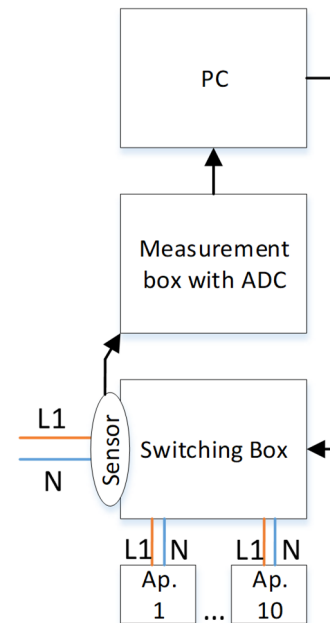 PC
Measurement
box with ADC
L1
N
Sensor
Switching Box
L1 N
L1 N
Ap.
1
...
Ap.
10